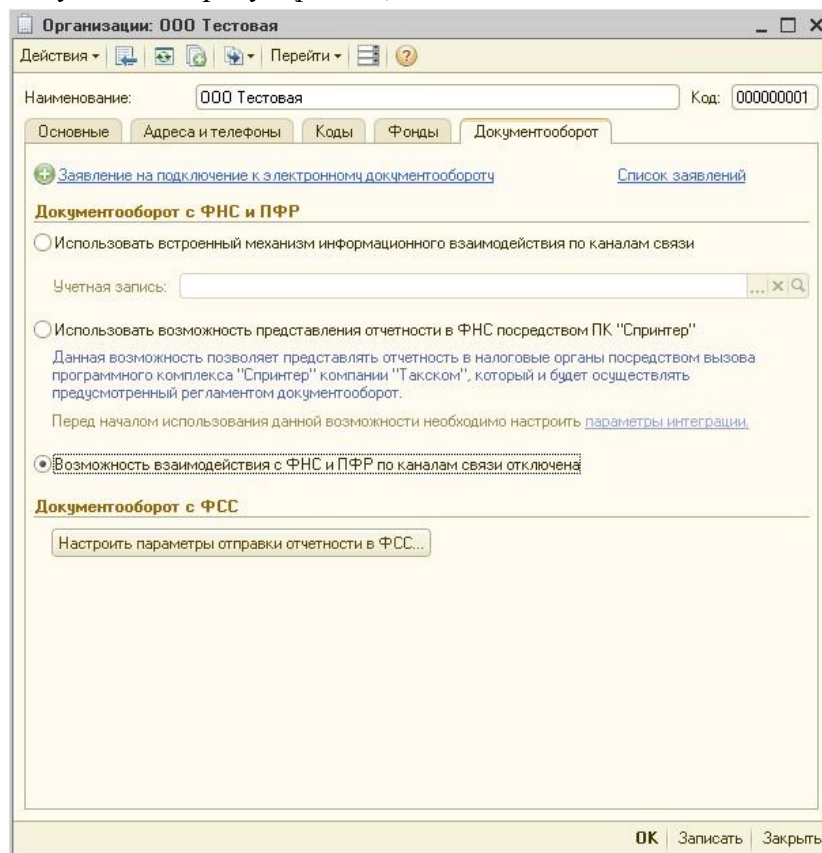 Организации: ООО Тестовая
Действия Перейти
Наименование: ООО Тестовая Код: 000000001
Основные Адреса и телефоны Коды Фонды Документооборот
Заявление на подключение к электронному документообороту Список заявлений
Документооборот с ФНС и ПФР
Использовать встроенный механизм информационного взаимодействия по каналам связи
Учетная запись:
Использовать возможность представления отчетности в ФНС посредством ПК "Спринтер"
Данная возможность позволяет представлять отчетность в налоговые органы посредством вызова
программного комплекса "Спринтер" компании "Такском", который и будет осуществлять
предусмотренный регламентом документооборот.
Перед началом использования данной возможности необходимо настроить параметры интеграции.
Возможность взаимодействия с ФНС и ПФР по каналам связи отключена
Документооборот с ФСС
Настроить параметры отправки отчетности в ФСС...
OK Записать Закрыть